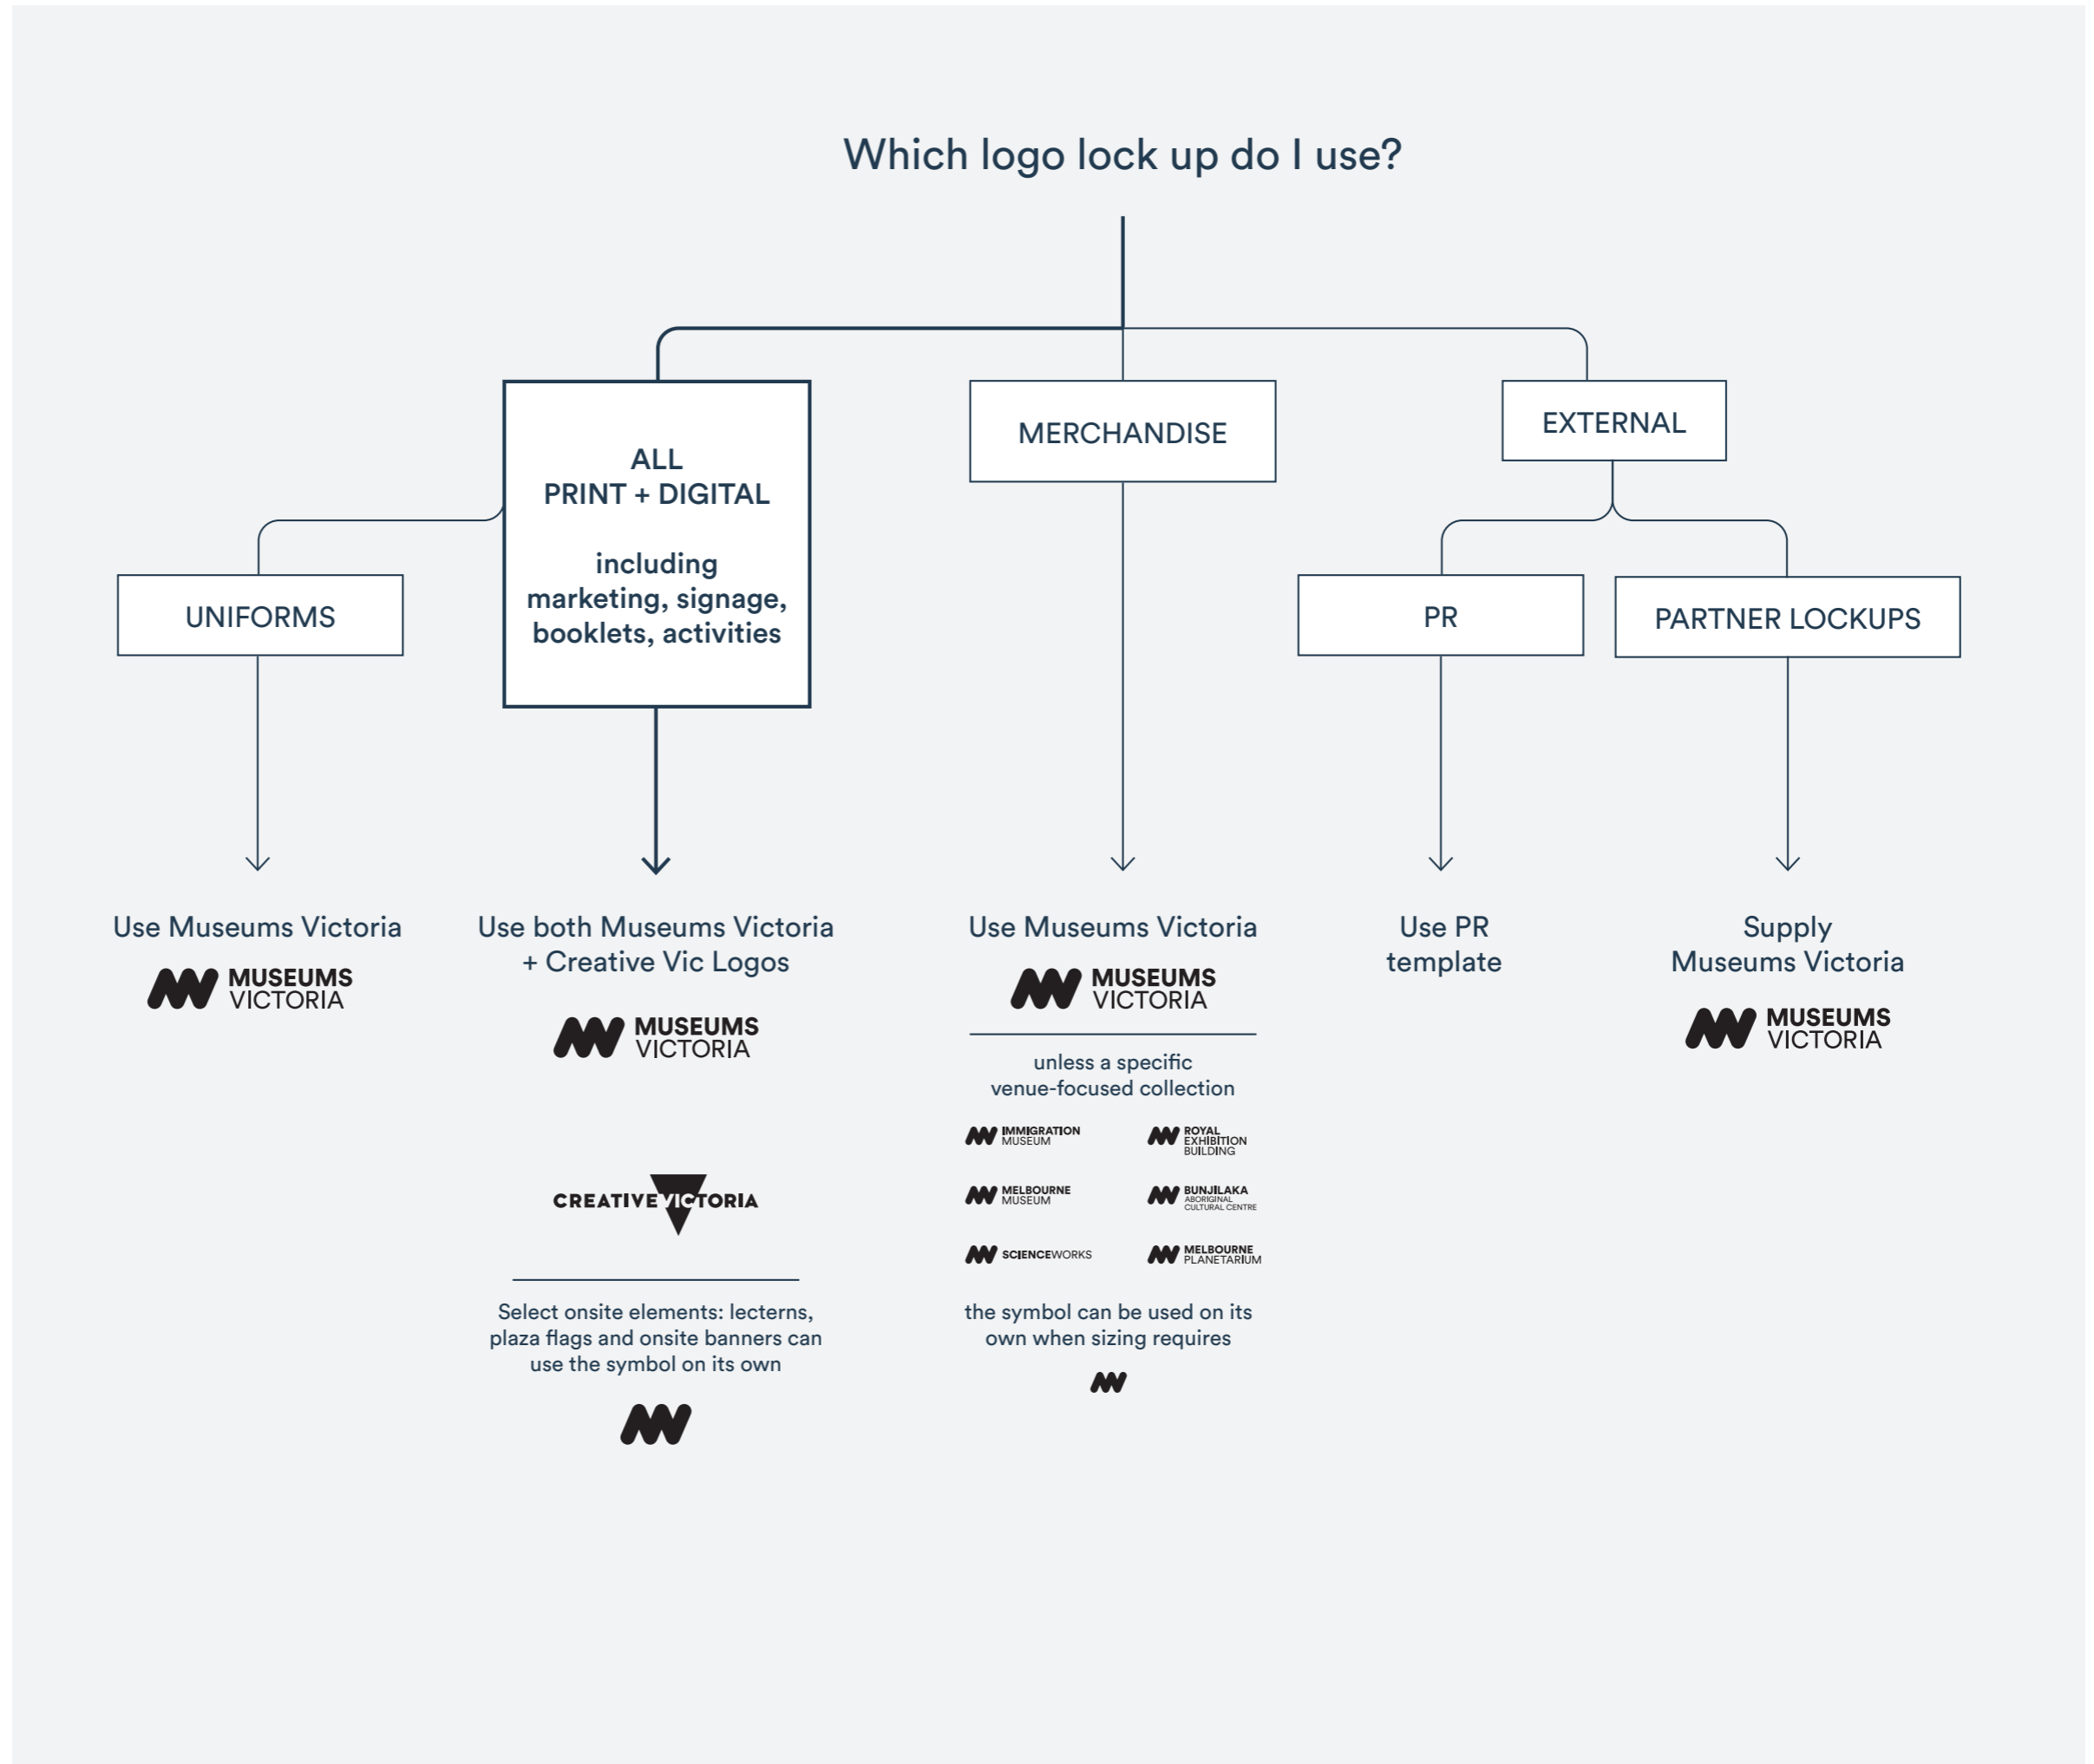 Which logo lock up do I use?
ALL
PRINT + DIGITAL
including
marketing, signage,
booklets, activities
MERCHANDISE
EXTERNAL
UNIFORMS
PR
PARTNER LOCKUPS
Use Museums Victoria
MUSEUMS
VICTORIA
Use both Museums Victoria
+ Creative Vic Logos
MUSEUMS
VICTORIA
CREATIVE VICTORIA
Select onsite elements: lecterns,
plaza flags and onsite banners can
use the symbol on its own
Use Museums Victoria
MUSEUMS
VICTORIA
unless a specific
venue-focused collection
IMMIGRATION
MUSEUM
ROYAL
EXHIBITION
BUILDING
MELBOURNE
MUSEUM
BUNJILAKA
ABORIGINAL
CULTURAL CENTRE
SCIENCEWORKS
MELBOURNE
PLANETARIUM
the symbol can be used on its
own when sizing requires
Use PR
template
Supply
Museums Victoria
MUSEUMS
VICTORIA